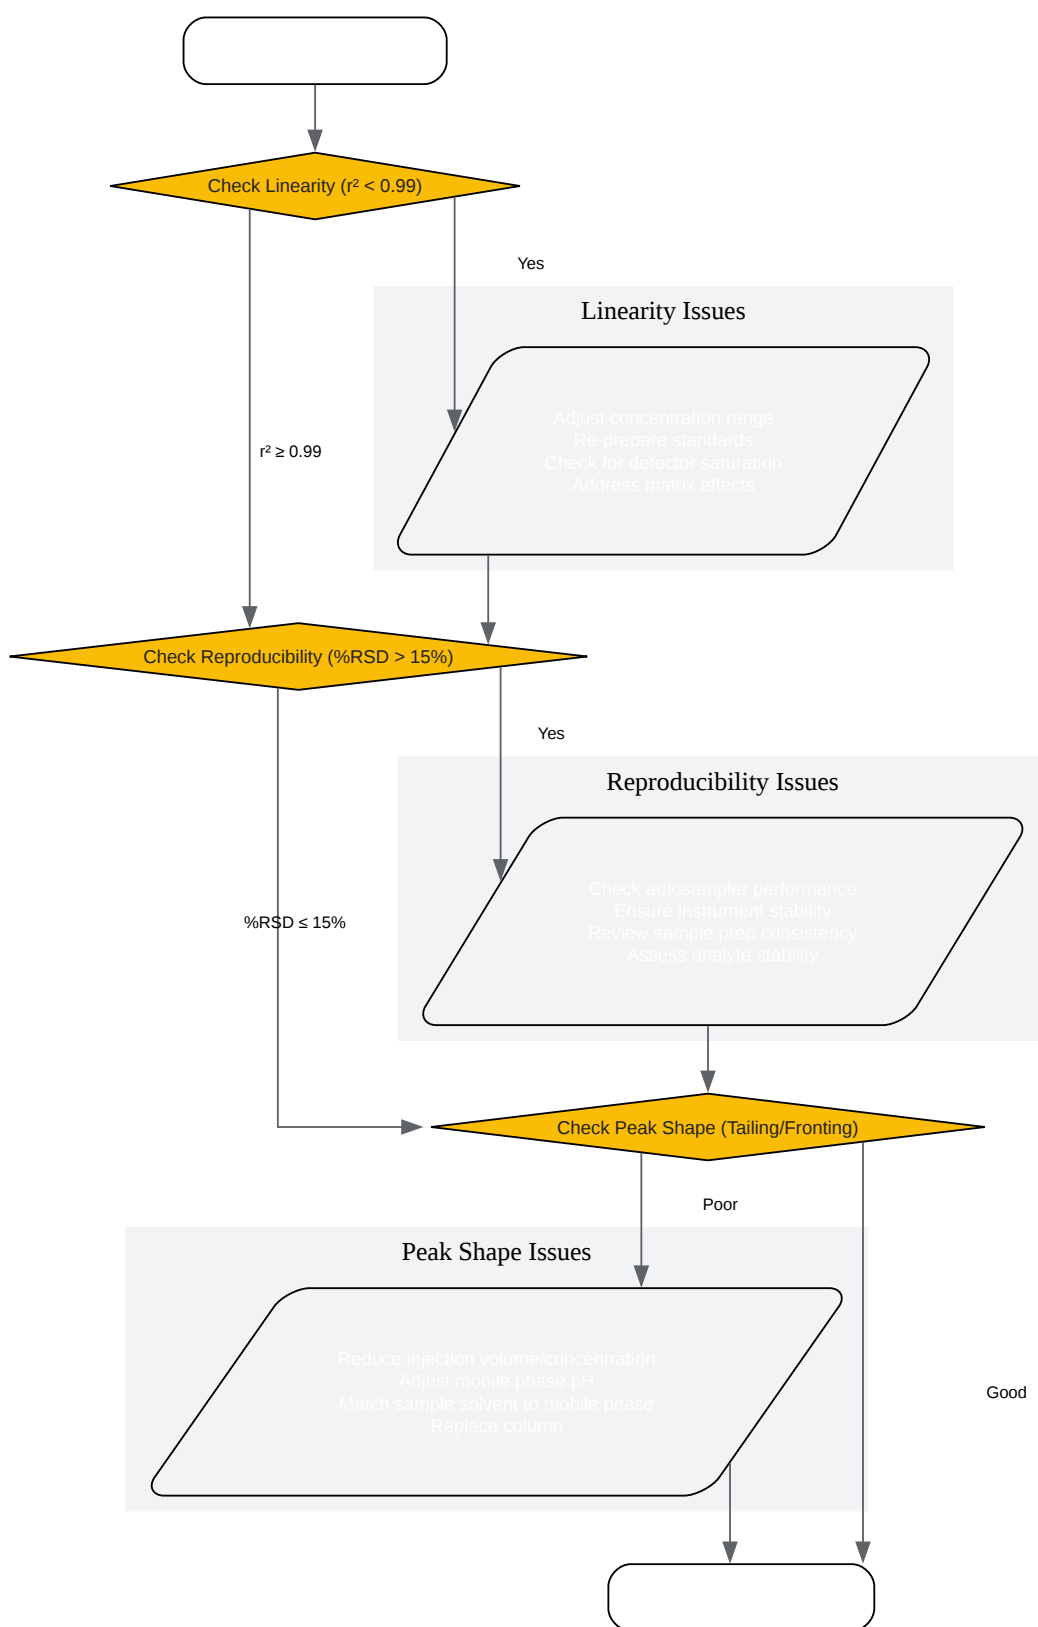 Check Linearity (r² < 0.99)
Yes
Linearity Issues
Adjust concentration range
Re-prepare standards
Check for detector saturation
Address matrix effects
r² ≥ 0.99
Check Reproducibility (%RSD > 15%)
Yes
Reproducibility Issues
Check autosampler performance
Ensure instrument stability
Review sample prep consistency
Assess analyte stability
%RSD ≤ 15%
Check Peak Shape (Tailing/Fronting)
Poor
Peak Shape Issues
Reduce injection volume/concentration
Adjust mobile phase pH
Match sample solvent to mobile phase
Replace column
Good